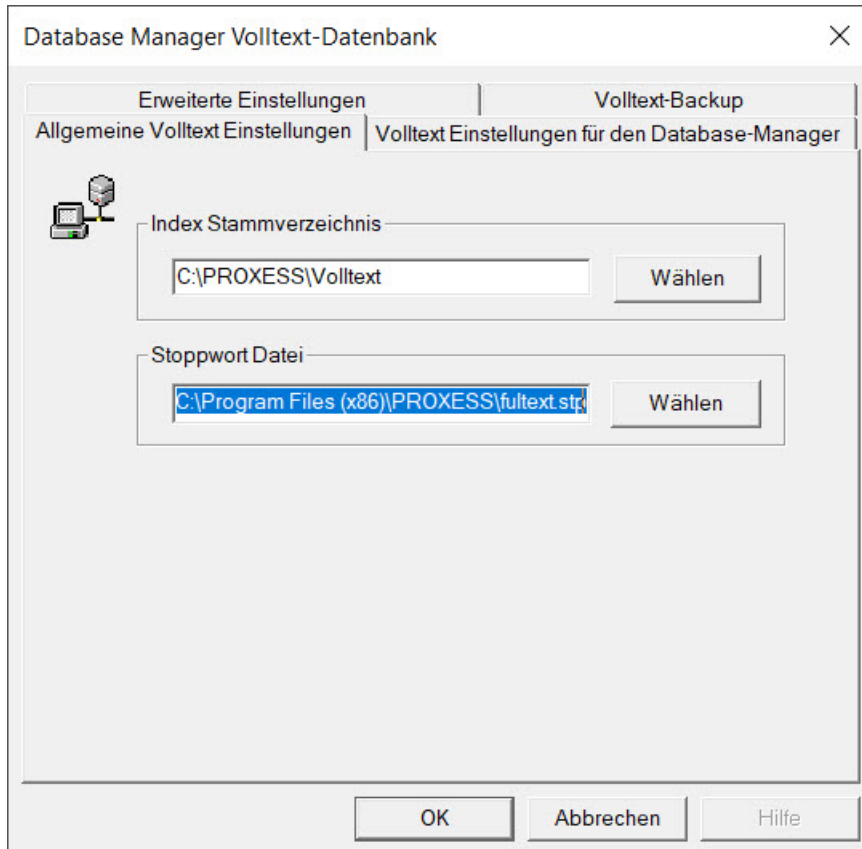 Database Manager Volltext-Datenbank
Erweiterte Einstellungen
Volltext-Backup
Allgemeine Volltext Einstellungen
Volltext Einstellungen für den Database-Manager
Index Stammverzeichnis
C:\PROXESS\Volltext
Wählen
Stoppwort Datei
C:\Program Files (x86)\PROXESS\fultext.stp
Wählen
OK
Abbrechen
Hilfe